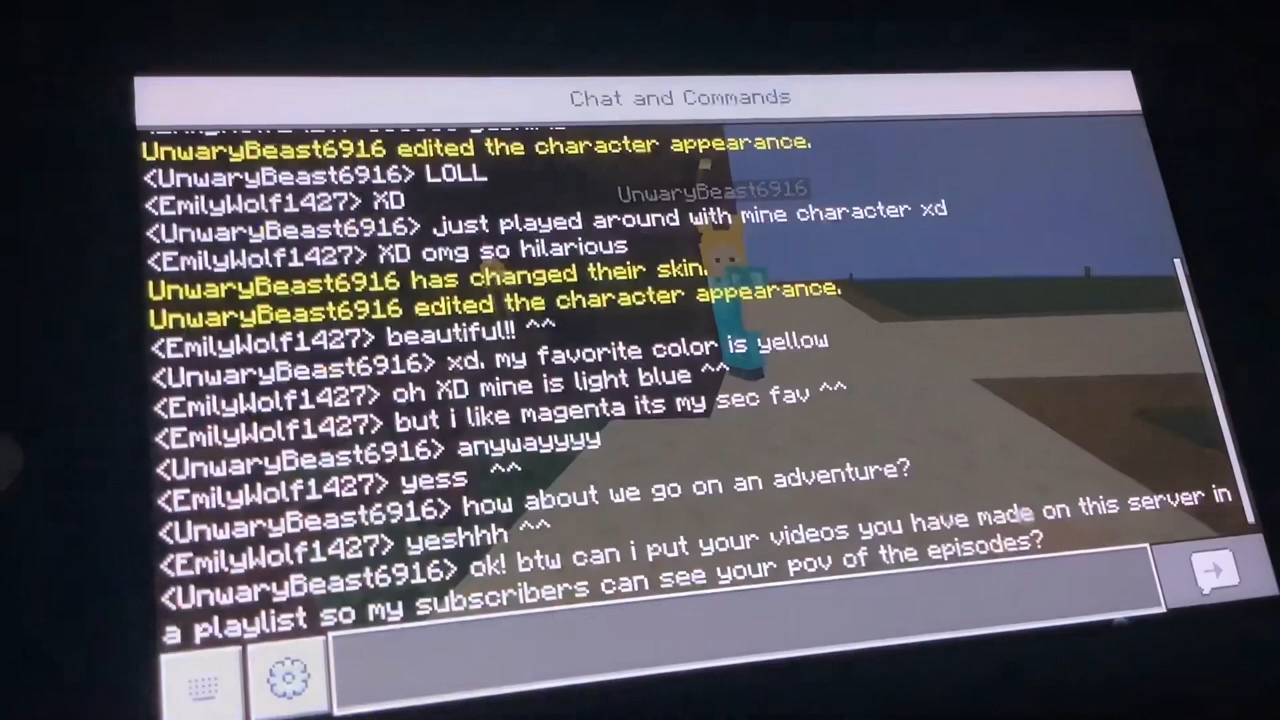 Chat and Commands
UnwaryBeast6916 edited the character appearance.
<UnwaryBeast6916> LOLL
<EmilyWolf1427> XD
UnwaryBeast6916
<UnwaryBeast6916> just played around with mine character xd
<EmilyWolf1427> XD omg so hilarious
UnwaryBeast6916 has changed their skin.
UnwaryBeast6916 edited the character appearance.
<EmilyWolf1427> beautiful!! ^^
<UnwaryBeast6916> xd. my favorite color is yellow
<EmilyWolf1427> oh XD mine is light blue ^^
<EmilyWolf1427> but i like magenta its my sec fav ^^
<UnwaryBeast6916> anywayyyy
<EmilyWolf1427> yess ^^
<UnwaryBeast6916> how about we go on an adventure?
<EmilyWolf1427> yeshhh ^^
<UnwaryBeast6916> ok! btw can i put your videos you have made on this server in
a playlist so my subscribers can see your pov of the episodes?